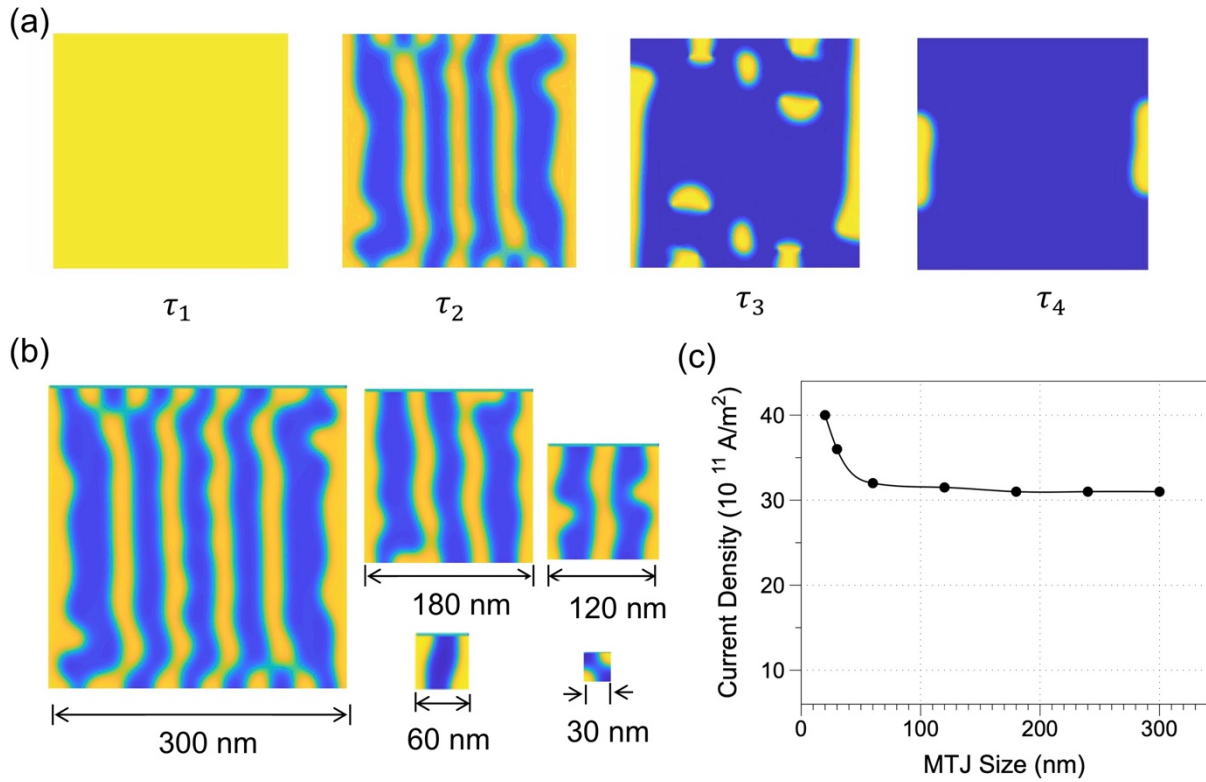 (a)
τ₁ τ₂ τ₃ τ₄
(b)
300 nm
180 nm
120 nm
60 nm
30 nm
(c)
Current Density (10 ¹¹ A/m²)
40
30
20
10
0 100 200 300
MTJ Size (nm)